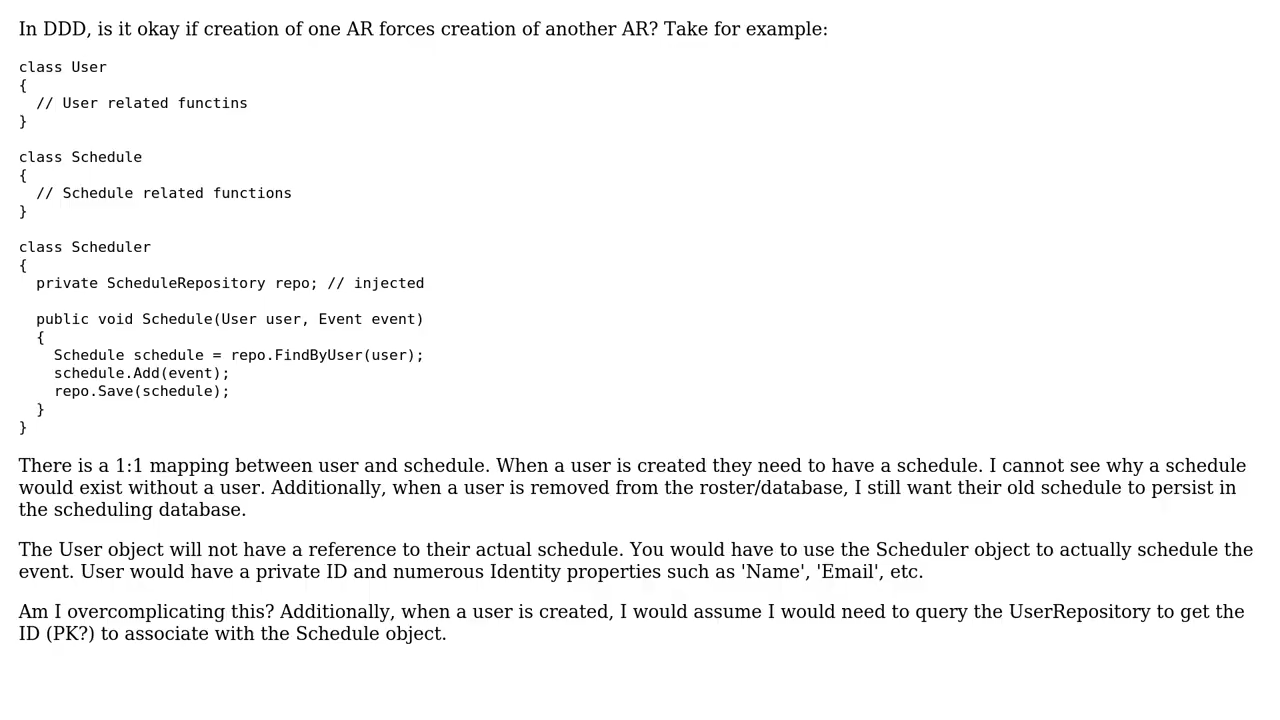 In DDD, is it okay if creation of one AR forces creation of another AR? Take for example:
class User
{
  // User related functins
}
class Schedule
{
  // Schedule related functions
}
class Scheduler
{
  private ScheduleRepository repo; // injected
  public void Schedule(User user, Event event)
  {
    Schedule schedule = repo.FindByUser(user);
    schedule.Add(event);
    repo.Save(schedule);
  }
}
There is a 1:1 mapping between user and schedule. When a user is created they need to have a schedule. I cannot see why a schedule
would exist without a user. Additionally, when a user is removed from the roster/database, I still want their old schedule to persist in
the scheduling database.
The User object will not have a reference to their actual schedule. You would have to use the Scheduler object to actually schedule the
event. User would have a private ID and numerous Identity properties such as 'Name', 'Email', etc.
Am I overcomplicating this? Additionally, when a user is created, I would assume I would need to query the UserRepository to get the
ID (PK?) to associate with the Schedule object.